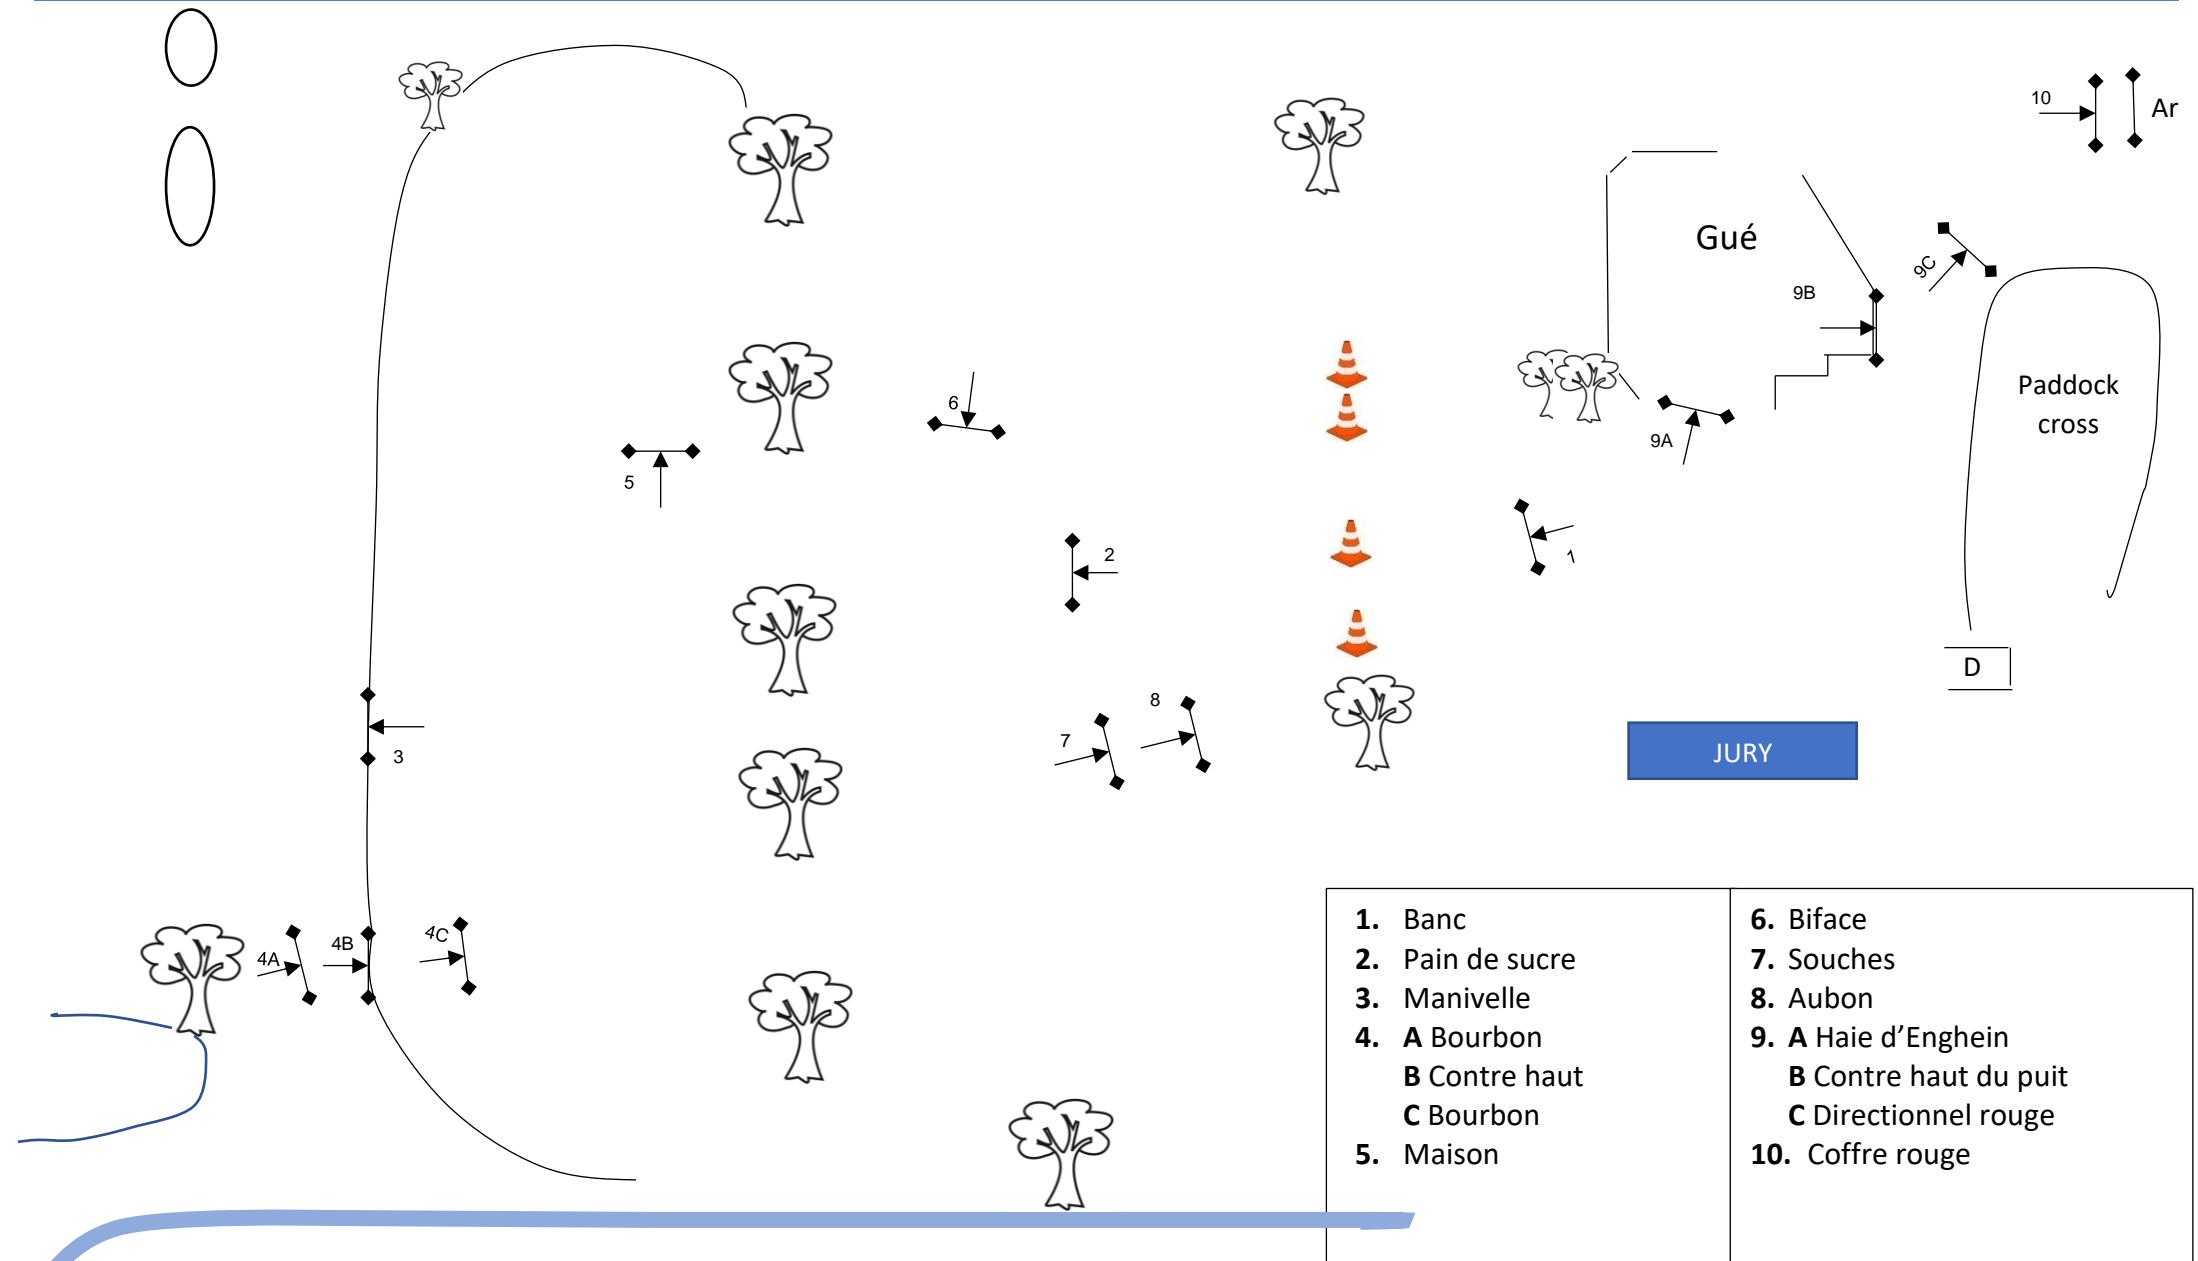 10
Ar
Gué
9C
9B
Paddock
cross
6
9A
5
2
1
D
8
7
JURY
3
4C
4B
4A
1. Banc
2. Pain de sucre
3. Manivelle
4. A Bourbon
B Contre haut
C Bourbon
5. Maison
6. Biface
7. Souches
8. Aubon
9. A Haie d’Enghein
B Contre haut du puit
C Directionnel rouge
10. Coffre rouge